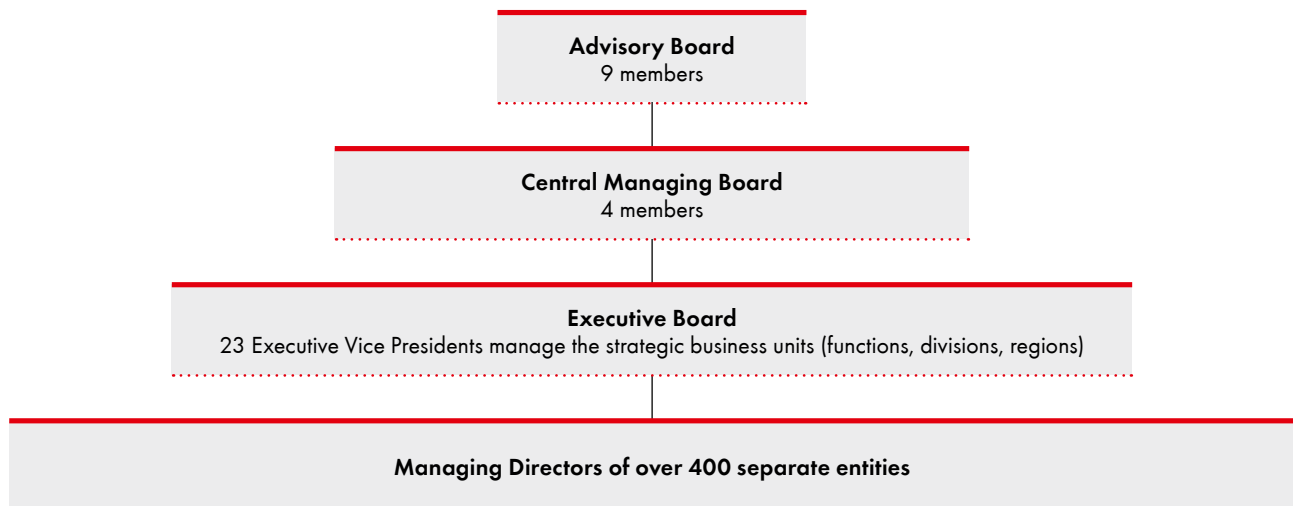 Advisory Board
9 members
Central Managing Board
4 members
Executive Board
23 Executive Vice Presidents manage the strategic business units (functions, divisions, regions)
Managing Directors of over 400 separate entities